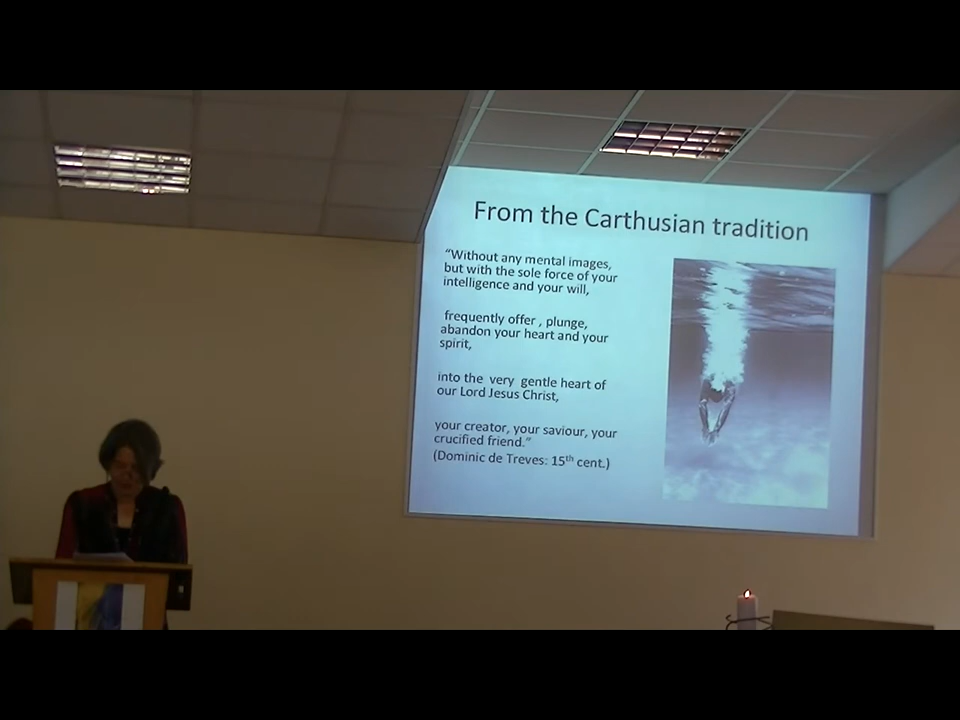 From the Carthusian tradition
“Without any mental images,
but with the sole force of your
intelligence and your will,
frequently offer , plunge,
abandon your heart and your
spirit,
into the very gentle heart of
our Lord Jesus Christ,
your creator, your saviour, your
crucified friend.”
(Dominic de Treves: 15th cent.)